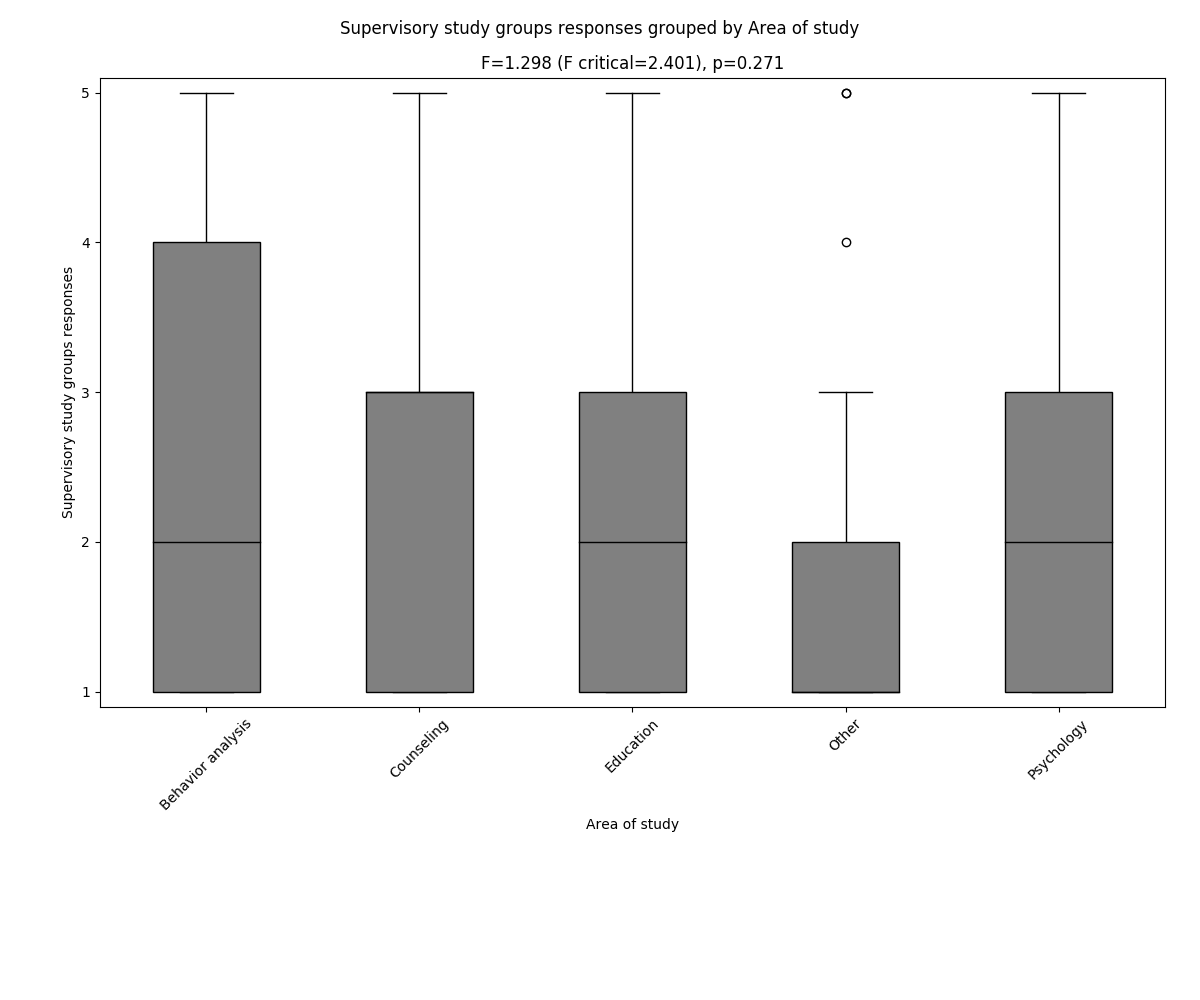 Supervisory study groups responses grouped by Area of study
F=1.298 (F critical=2.401), p=0.271
Supervisory study groups responses
5
4
3
2
1
Behavior analysis
Counseling
Education
Other
Psychology
Area of study